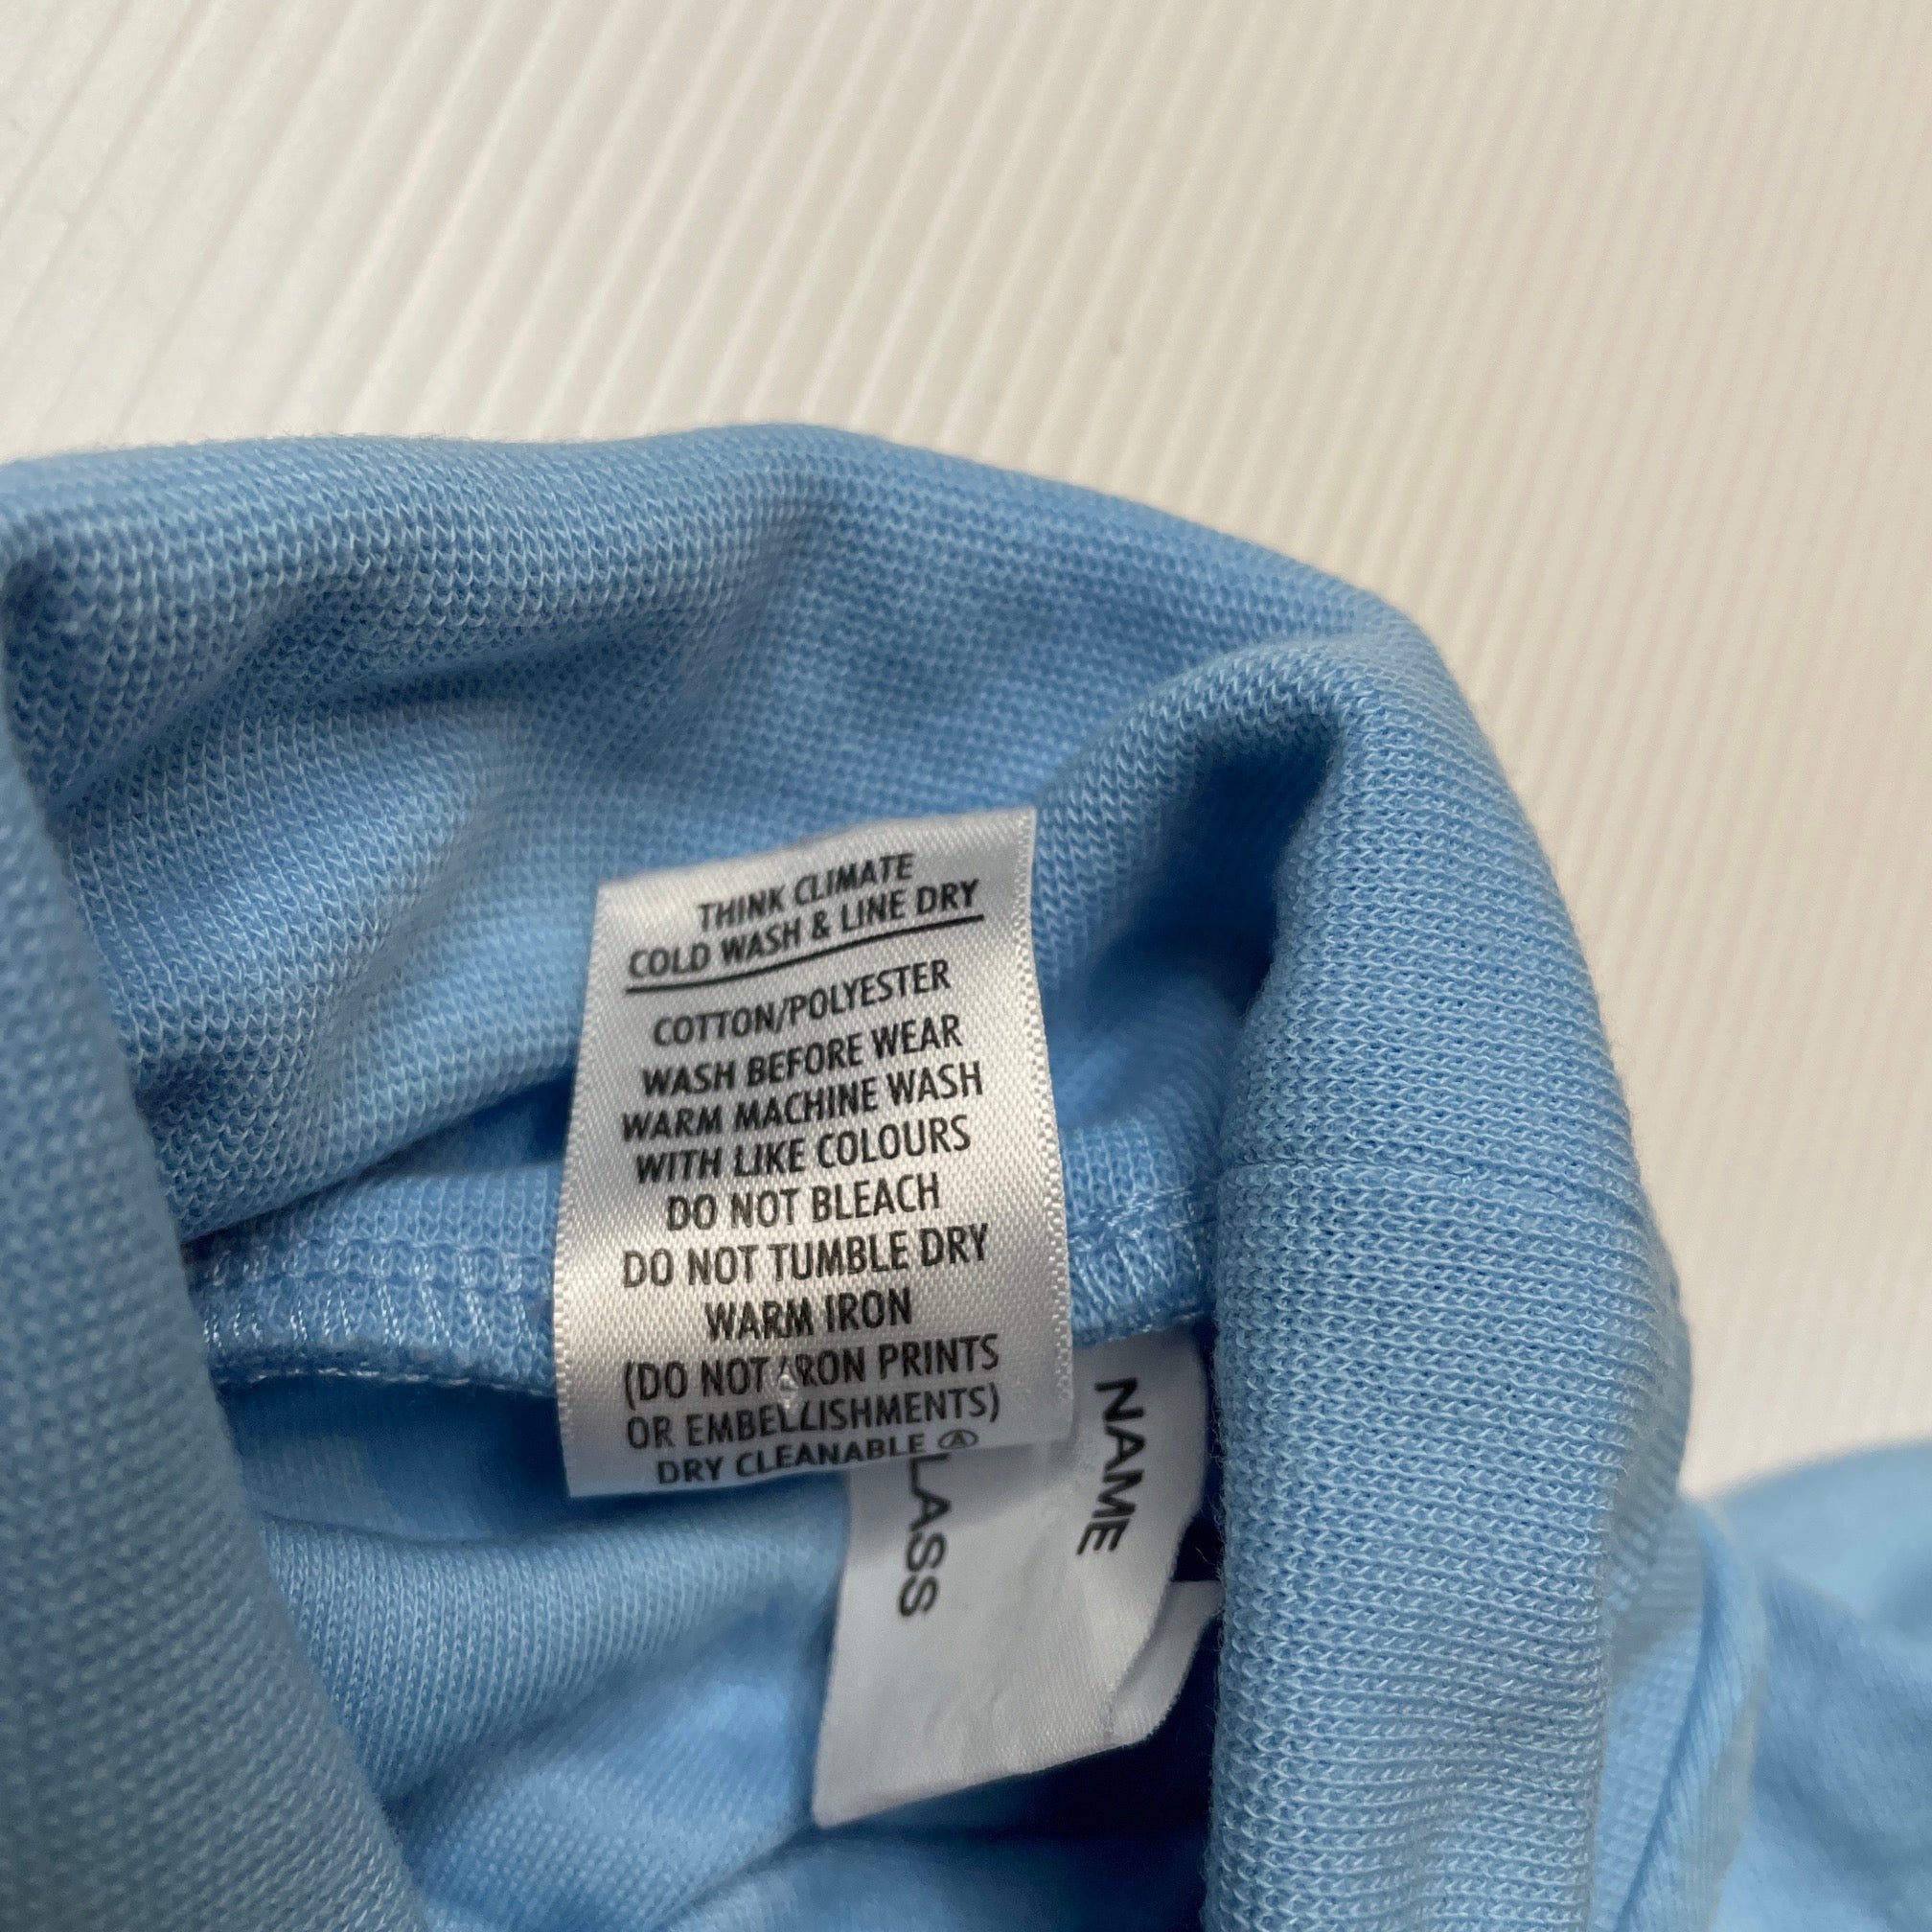 THINK CLIMATE
COLD WASH & LINE DRY
COTTON/POLYESTER
WASH BEFORE WEAR
WARM MACHINE WASH
WITH LIKE COLOURS
DO NOT BLEACH
DO NOT TUMBLE DRY
WARM IRON
(DO NOT IRON PRINTS
OR EMBELLISHMENTS)
DRY CLEANABLE Ⓐ
NAME
LASS